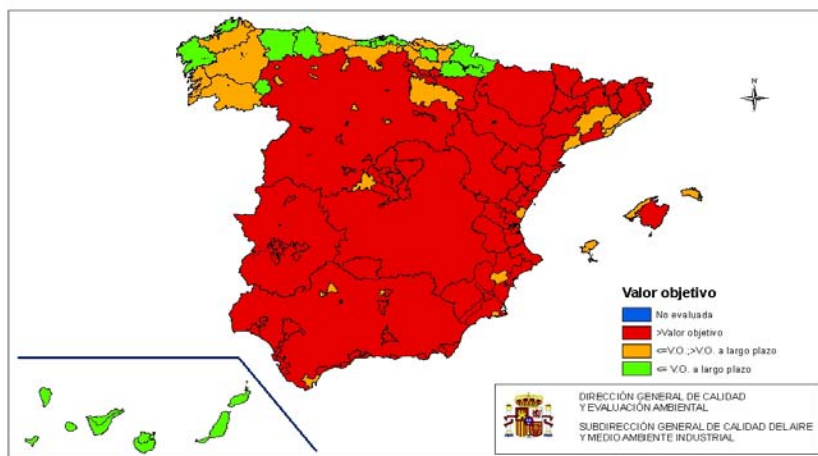 N
Valor objetivo
No evaluada
>Valor objetivo
<=V.O.;>V.O. a largo plazo
<= V.O. a largo plazo
DIRECCIÓN GENERAL DE CALIDAD
Y EVALUACIÓN AMBIENTAL
SUBDIRECCIÓN GENERAL DE CALIDAD DEL AIRE
Y MEDIO AMBIENTE INDUSTRIAL